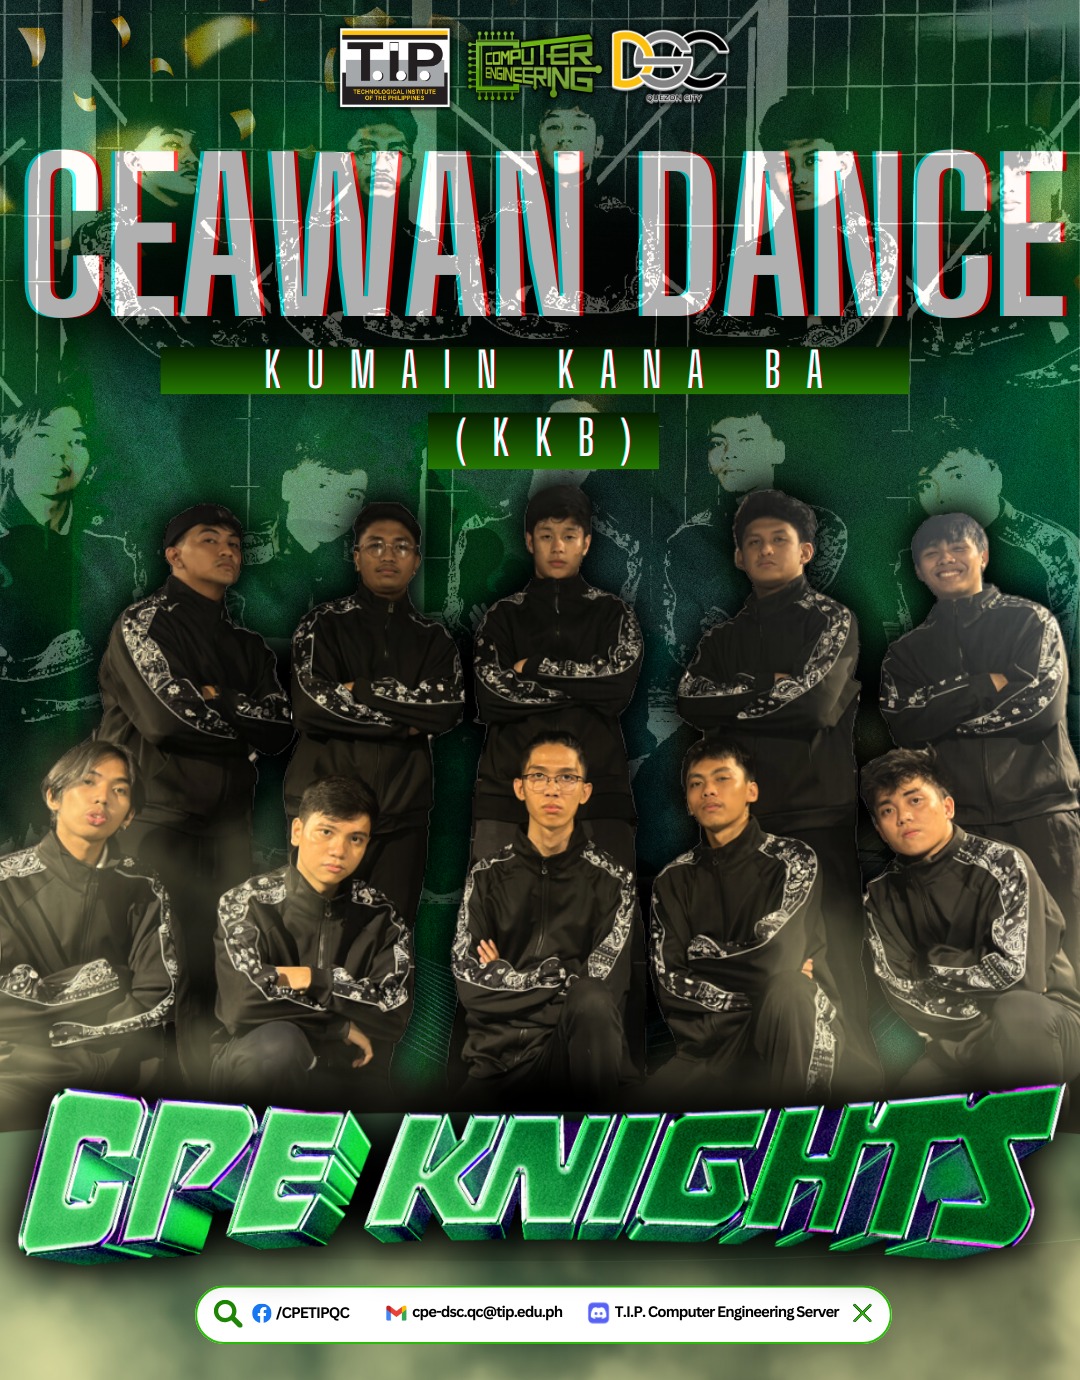 T.I.P.
TECHNOLOGICAL INSTITUTE
OF THE PHILIPPINES
COMPUTER
ENGINEERING
DSC
QUEZON CITY
CEAWAN DANCE
KUMAIN KANA BA
(KKB)
CPE KNIGHTS
/CPETIPQC cpe-dsc.qc@tip.edu.ph T.I.P. Computer Engineering Server